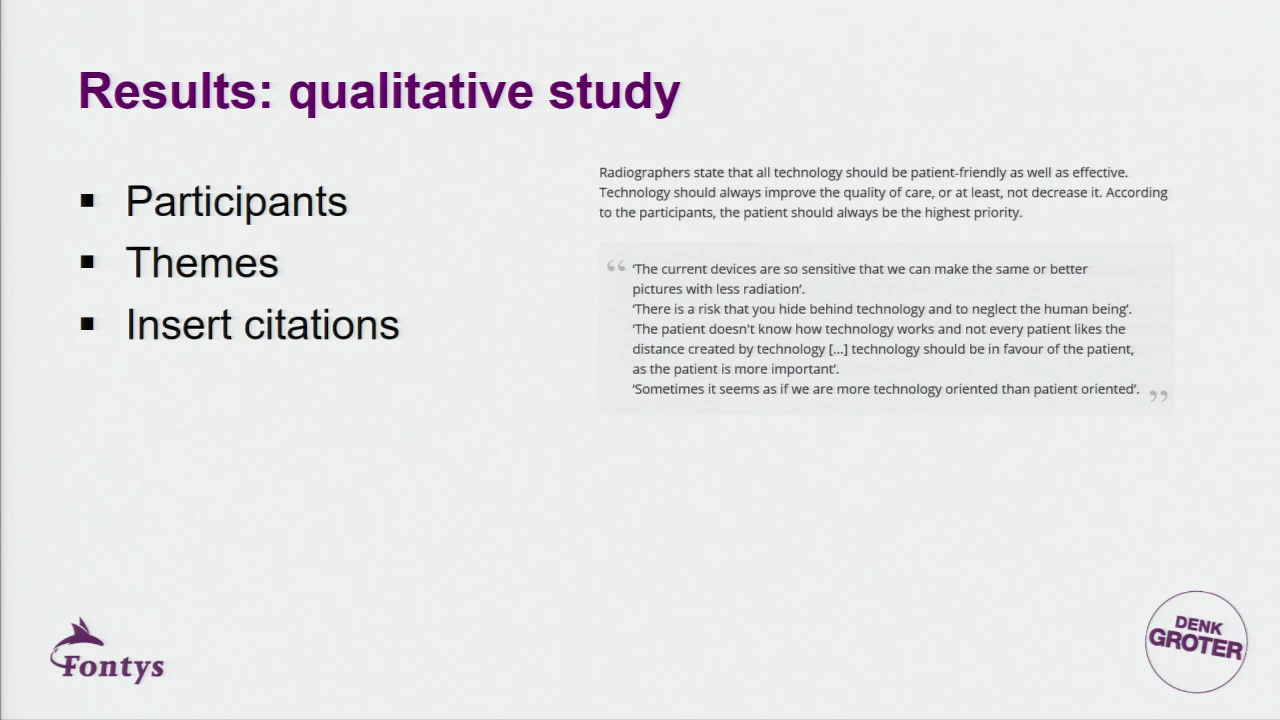 Results: qualitative study
Participants
Themes
Insert citations
Radiographers state that all technology should be patient-friendly as well as effective.
Technology should always improve the quality of care, or at least, not decrease it. According
to the participants, the patient should always be the highest priority.
“ ‘The current devices are so sensitive that we can make the same or better
pictures with less radiation’.
‘There is a risk that you hide behind technology and to neglect the human being’.
‘The patient doesn't know how technology works and not every patient likes the
distance created by technology [...] technology should be in favour of the patient,
as the patient is more important’.
‘Sometimes it seems as if we are more technology oriented than patient oriented’. ”
Fontys
DENK
GROTER